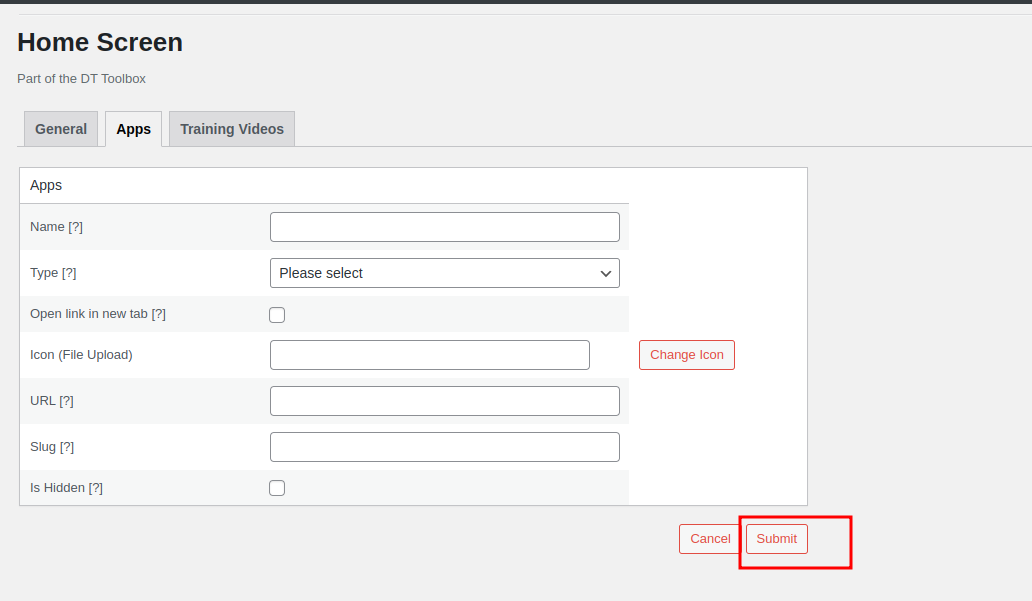 Home Screen
Part of the DT Toolbox
General Apps Training Videos
Apps
Name [?]
Type [?] Please select
Open link in new tab [?]
Icon (File Upload) Change Icon
URL [?]
Slug [?]
Is Hidden [?]
Cancel Submit